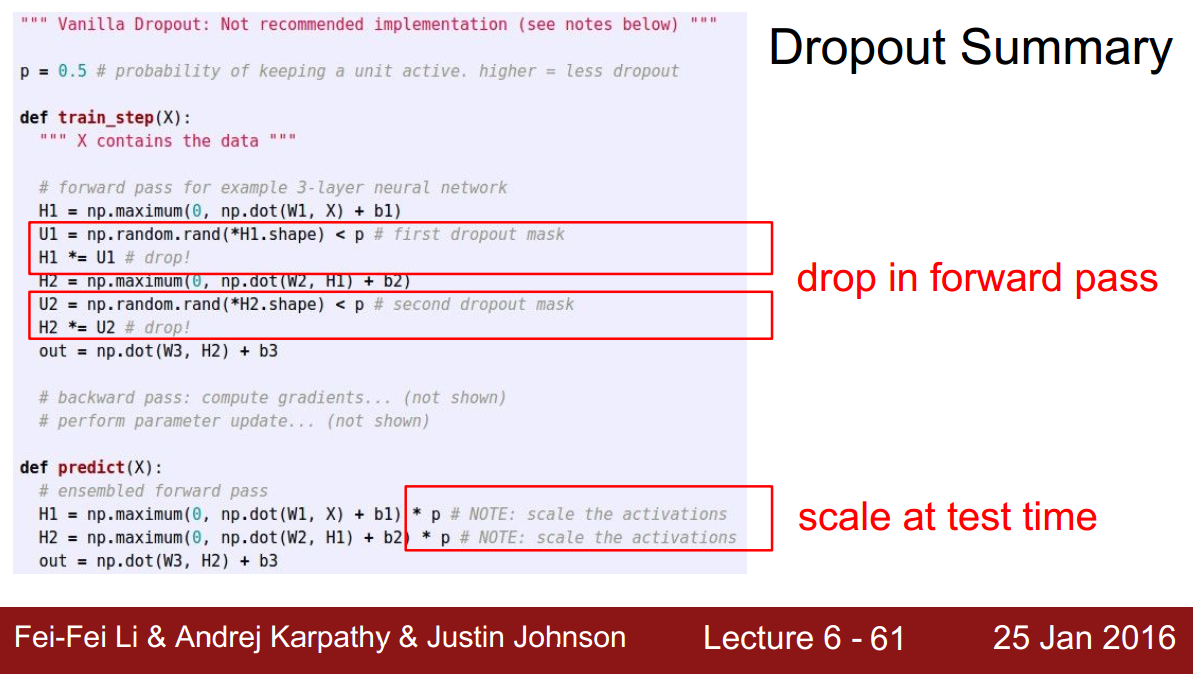 """ Vanilla Dropout: Not recommended implementation (see notes below) """
p = 0.5 # probability of keeping a unit active. higher = less dropout
def train_step(X):
""" X contains the data """
# forward pass for example 3-layer neural network
H1 = np.maximum(0, np.dot(W1, X) + b1)
U1 = np.random.rand(*H1.shape) < p # first dropout mask
H1 *= U1 # drop!
H2 = np.maximum(0, np.dot(W2, H1) + b2)
U2 = np.random.rand(*H2.shape) < p # second dropout mask
H2 *= U2 # drop!
out = np.dot(W3, H2) + b3
# backward pass: compute gradients... (not shown)
# perform parameter update... (not shown)
def predict(X):
# ensembled forward pass
H1 = np.maximum(0, np.dot(W1, X) + b1) * p # NOTE: scale the activations
H2 = np.maximum(0, np.dot(W2, H1) + b2) * p # NOTE: scale the activations
out = np.dot(W3, H2) + b3
Dropout Summary
drop in forward pass
scale at test time
Fei-Fei Li & Andrej Karpathy & Justin Johnson
Lecture 6 - 61
25 Jan 2016